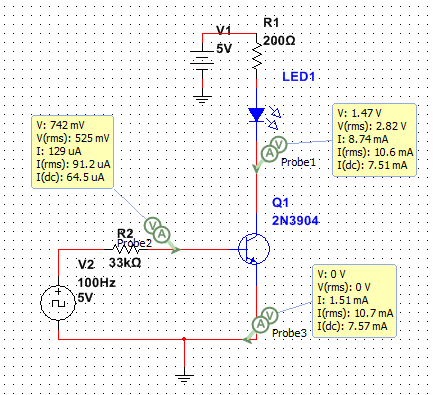 V1
5V
R1
200Ω
LED1
V: 742 mV
V(rms): 525 mV
I: 129 uA
I(rms): 91.2 uA
I(dc): 64.5 uA
V: 1.47 V
V(rms): 2.82 V
I: 8.74 mA
I(rms): 10.6 mA
I(dc): 7.51 mA
V
A
Probe1
Q1
2N3904
V
A
R2
Probe2
33kΩ
V2
100Hz
5V
V: 0 V
V(rms): 0 V
I: 1.51 mA
I(rms): 10.7 mA
I(dc): 7.57 mA
V
A
Probe3